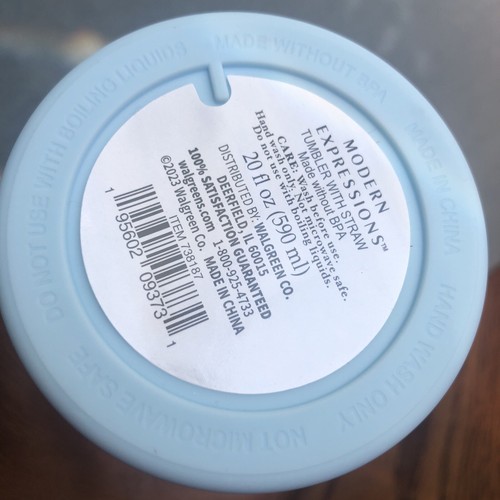 MODERN
EXPRESSIONS™
TUMBLER WITH STRAW
Made without BPA
CARE: Wash before use.
Hand wash only. Not microwave safe.
Do not use with boiling liquids.
20 fl oz (590 ml)
DISTRIBUTED BY: WALGREEN CO.
DEERFIELD, IL 60015
100% SATISFACTION GUARANTEED
walgreens.com 1-800-925-4733
©2023 Walgreen Co. MADE IN CHINA
ITEM 738187
1 95602 09373 1
MADE WITHOUT BPA
MADE IN CHINA
HAND WASH ONLY
NOT MICROWAVE SAFE
DO NOT USE WITH BOILING LIQUIDS